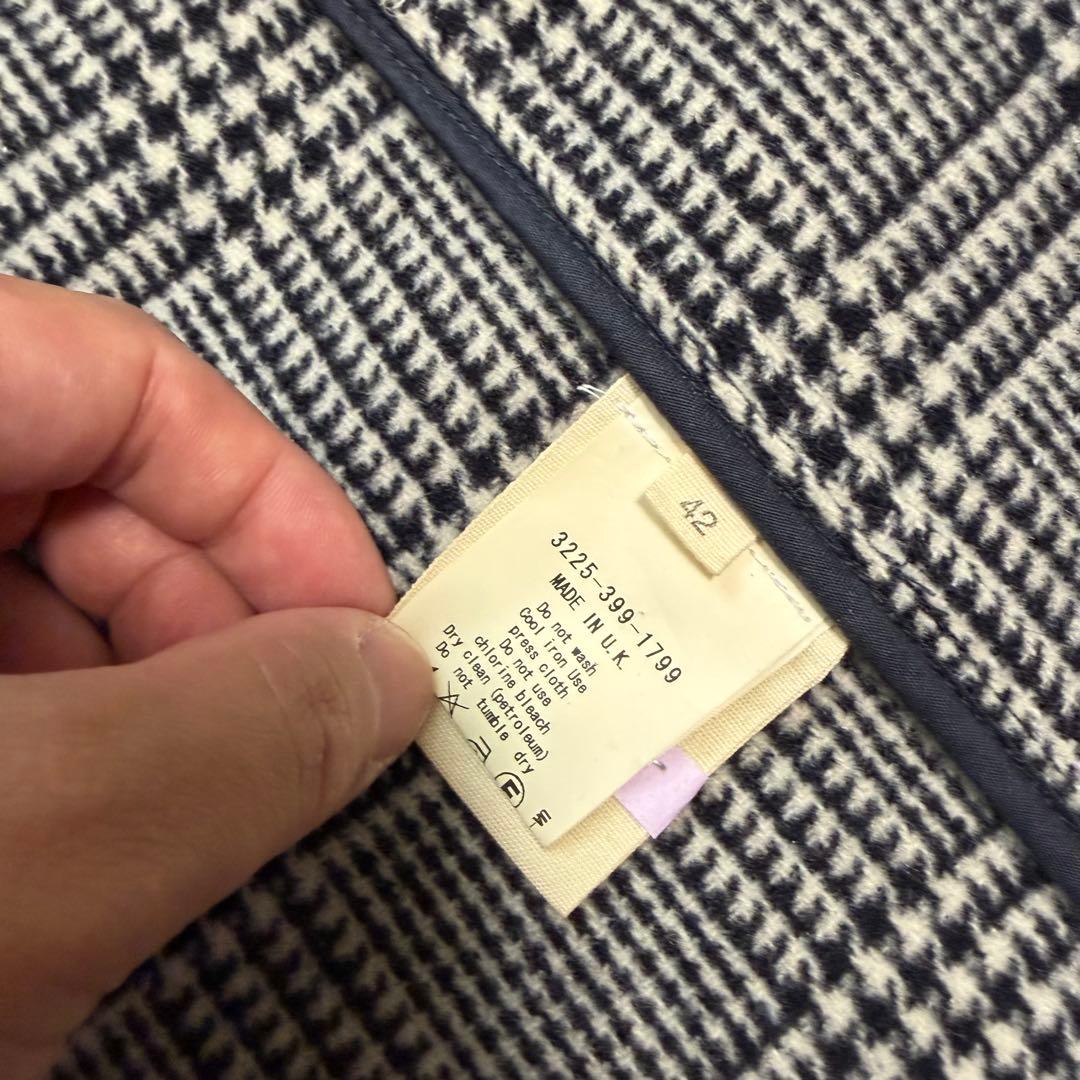 42
3225-399-1799
MADE IN U.K.
Do not wash
Cool iron Use
press cloth
Do not use
chlorine bleach
Dry clean (petroleum)
Do not tumble dry
F